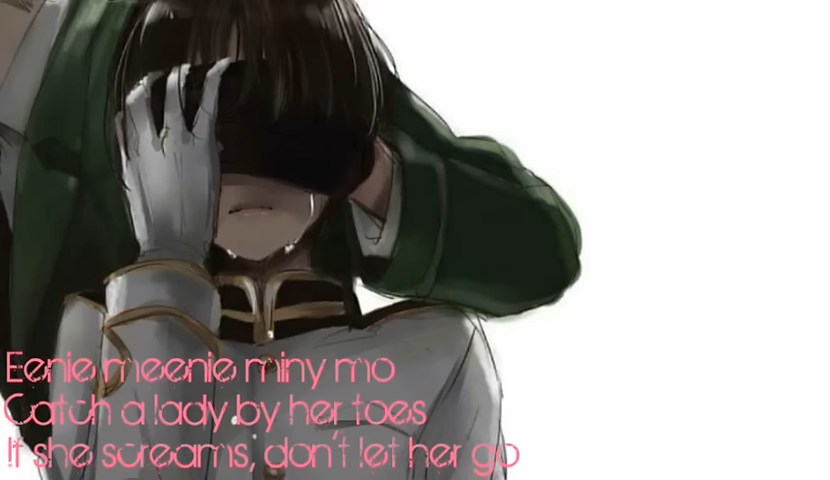 Eenie meenie miny mo
Catch a lady by her toes
If she screams, don't let her go